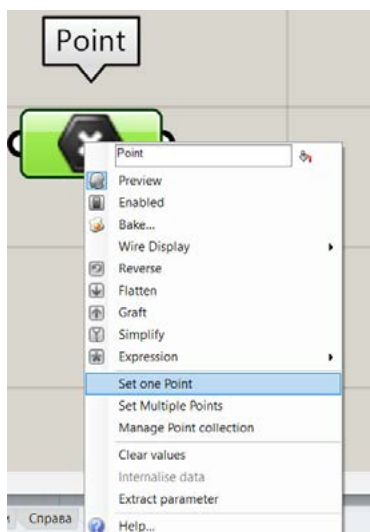 Point
Point
Preview
Enabled
Bake...
Wire Display
Reverse
Flatten
Graft
Simplify
Expression
Set one Point
Set Multiple Points
Manage Point collection
Clear values
Internalise data
Extract parameter
Справа
Help...